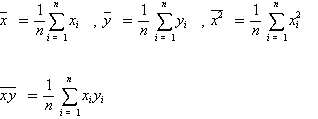 x̄ = 1/n ∑_{i = 1}^{n} x_i , ȳ = 1/n ∑_{i = 1}^{n} y_i , \overline{x^2} = 1/n ∑_{i = 1}^{n} x_i^2
\overline{xy} = 1/n ∑_{i = 1}^{n} x_i y_i